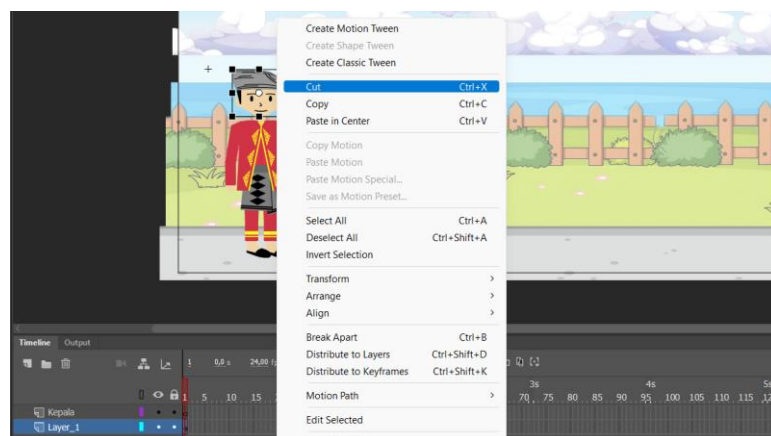 Create Motion Tween
Create Shape Tween
Create Classic Tween
Cut Ctrl+X
Copy Ctrl+C
Paste in Center Ctrl+V
Copy Motion
Paste Motion
Paste Motion Special...
Save as Motion Preset...
Select All Ctrl+A
Deselect All Ctrl+Shift+A
Invert Selection
Transform
Arrange
Align
Break Apart Ctrl+B
Distribute to Layers Ctrl+Shift+D
Distribute to Keyframes Ctrl+Shift+K
Motion Path
Edit Selected
Timeline Output
1 0,0 s 24,00 fp
3s 4s 5s
1 5 10 15 70 75 80 85 90 95 100 105 110 115 12
Kepala
Layer_1